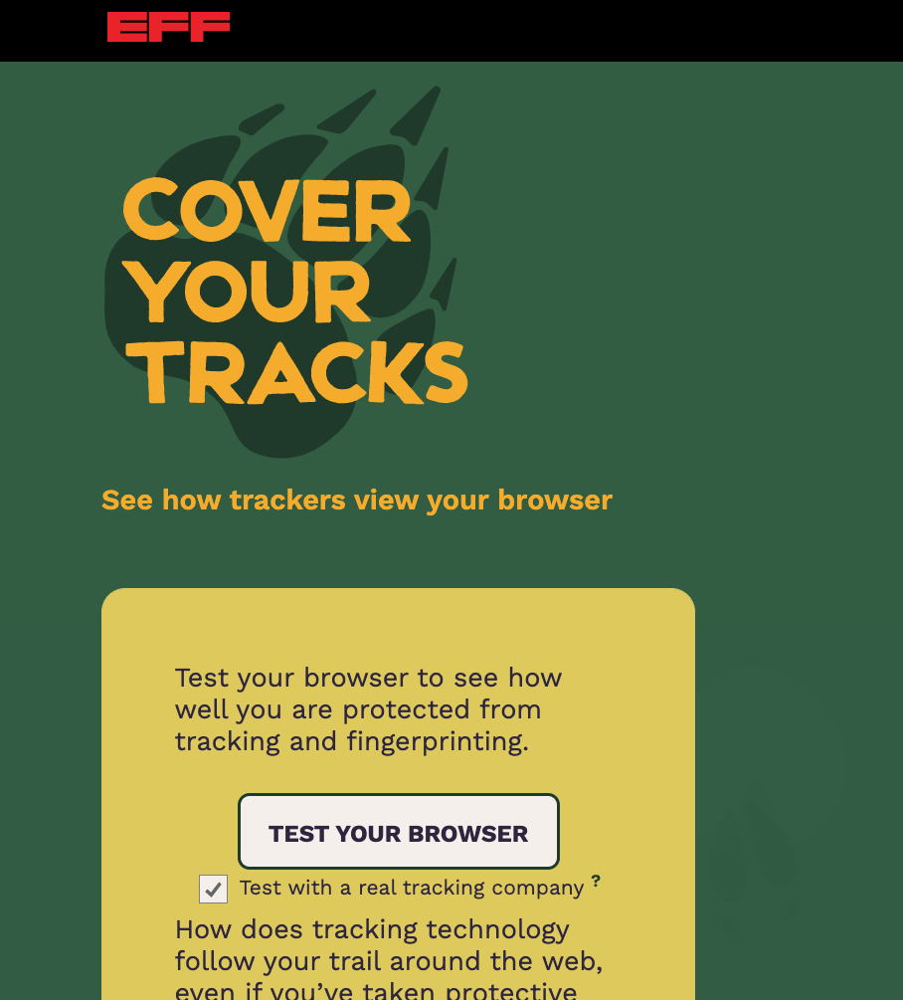 EFF
COVER
YOUR
TRACKS
See how trackers view your browser
Test your browser to see how
well you are protected from
tracking and fingerprinting.
TEST YOUR BROWSER
Test with a real tracking company ?
How does tracking technology
follow your trail around the web,
even if you’ve taken protective